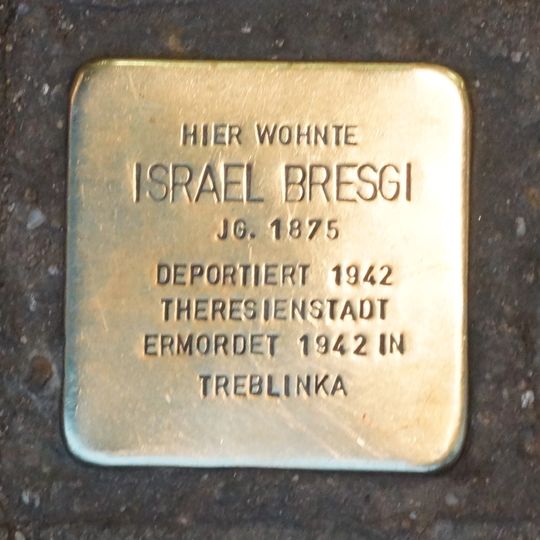 HIER WOHNTE
ISRAEL BRESGI
JG. 1875
DEPORTIERT 1942
THERESIENSTADT
ERMORDET 1942 IN
TREBLINKA